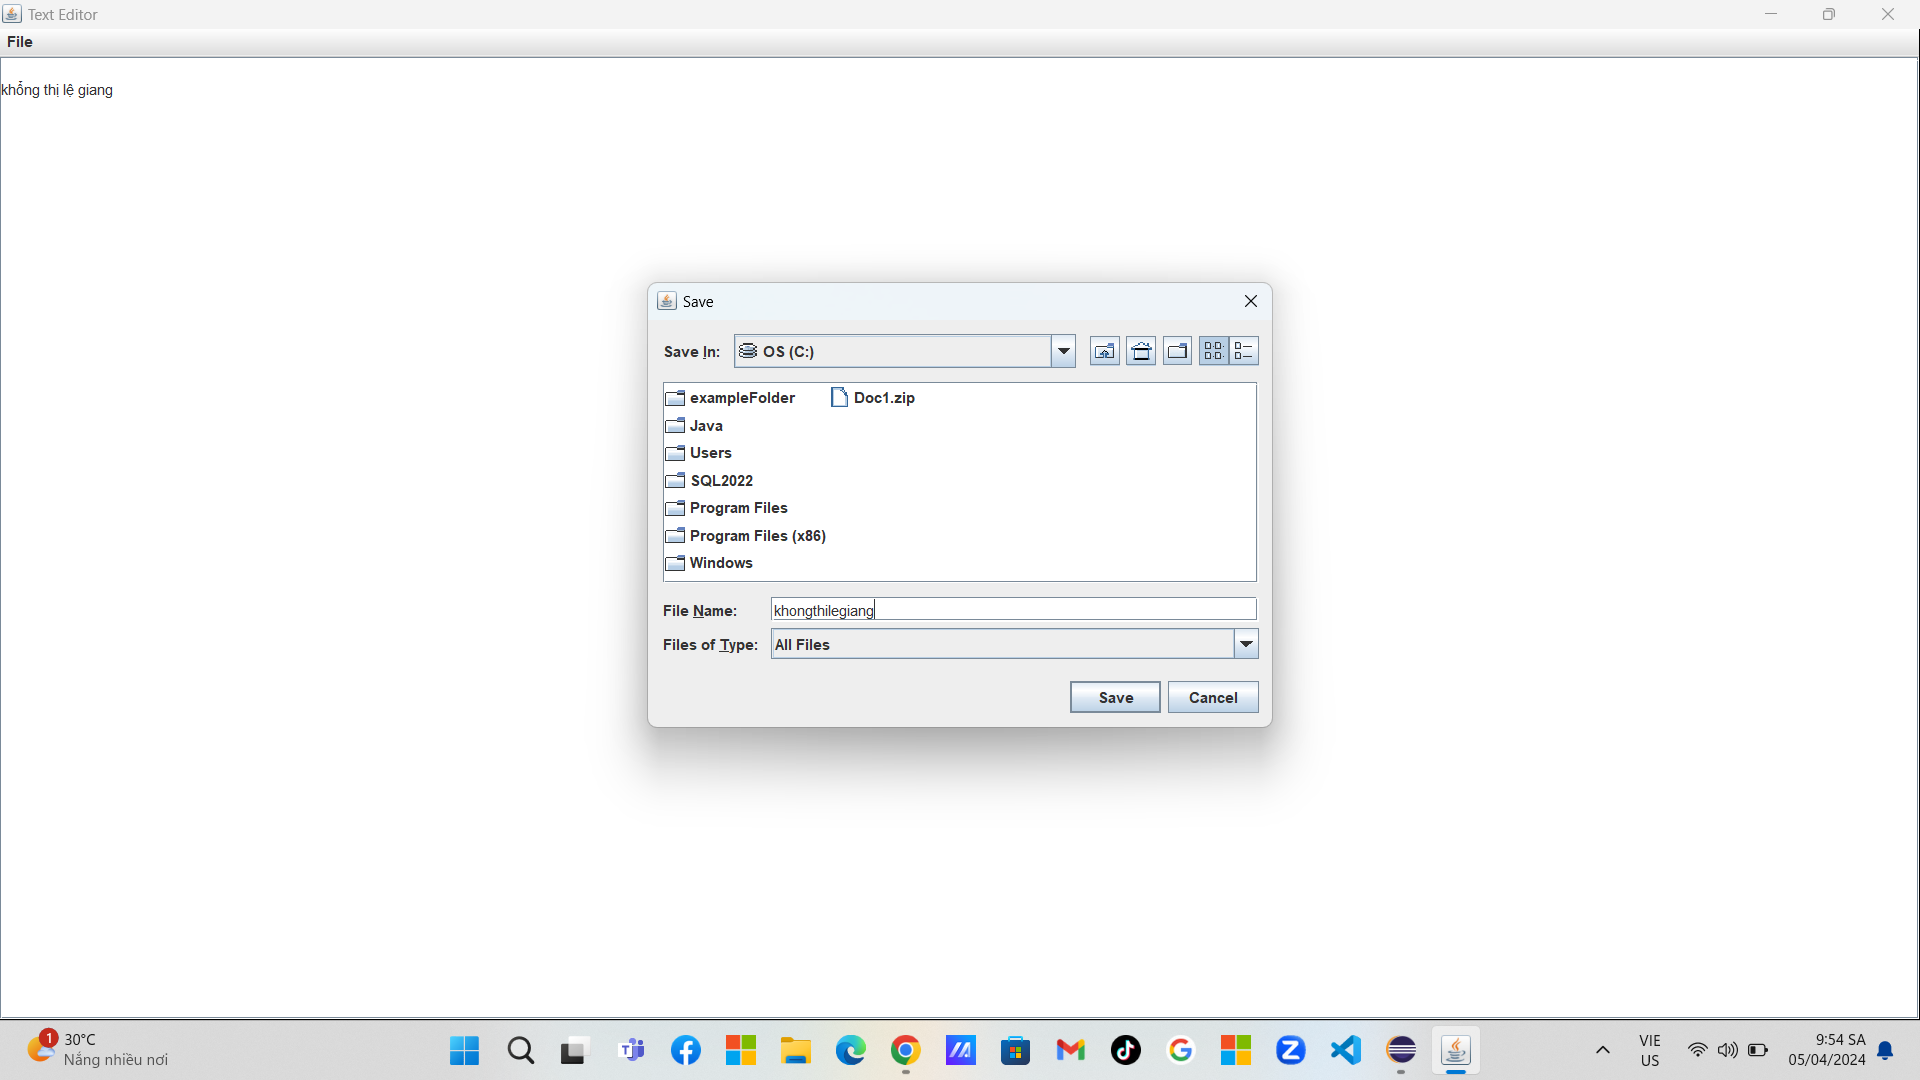 Text Editor
File
khổng thị lệ giang
Save
Save In: OS (C:)
exampleFolder Doc1.zip
Java
Users
SQL2022
Program Files
Program Files (x86)
Windows
File Name: khongthilegiang
Files of Type: All Files
Save Cancel
1 30°C
Nắng nhiều nơi
VIE
US
9:54 SA
05/04/2024